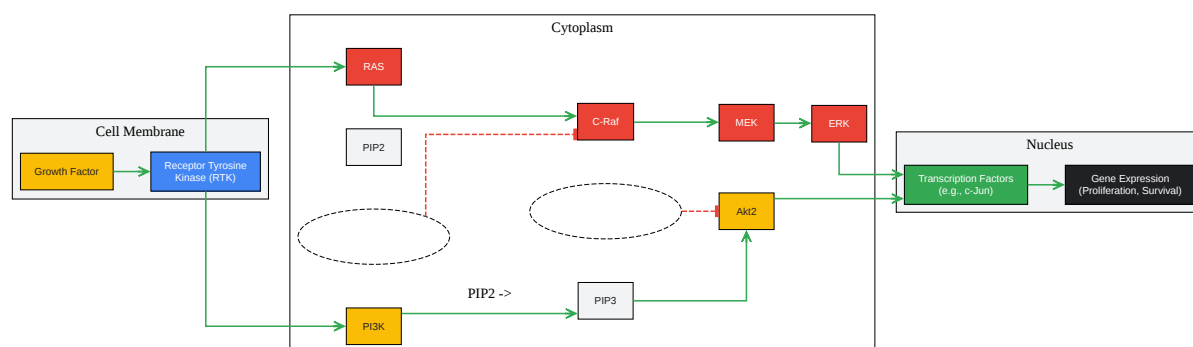 Cytoplasm
RAS
C-Raf
MEK
ERK
Cell Membrane
Growth Factor
Receptor Tyrosine
Kinase (RTK)
PIP2
Nucleus
Transcription Factors
(e.g., c-Jun)
Gene Expression
(Proliferation, Survival)
Akt2
PIP2 ->
PIP3
PI3K